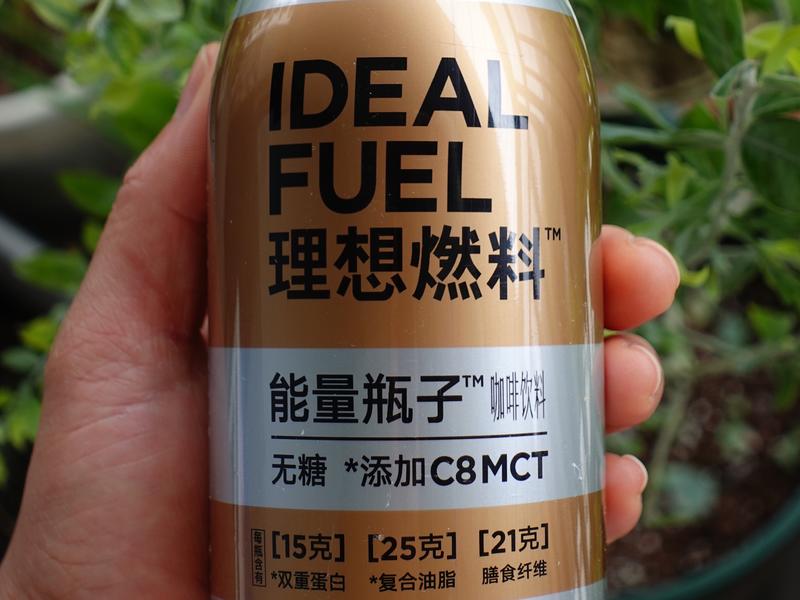 IDEAL
FUEL
理想燃料™
能量瓶子™ 咖啡饮料
无糖 *添加C8MCT
每瓶含有 [15克] [25克] [21克]
*双重蛋白 *复合油脂 膳食纤维